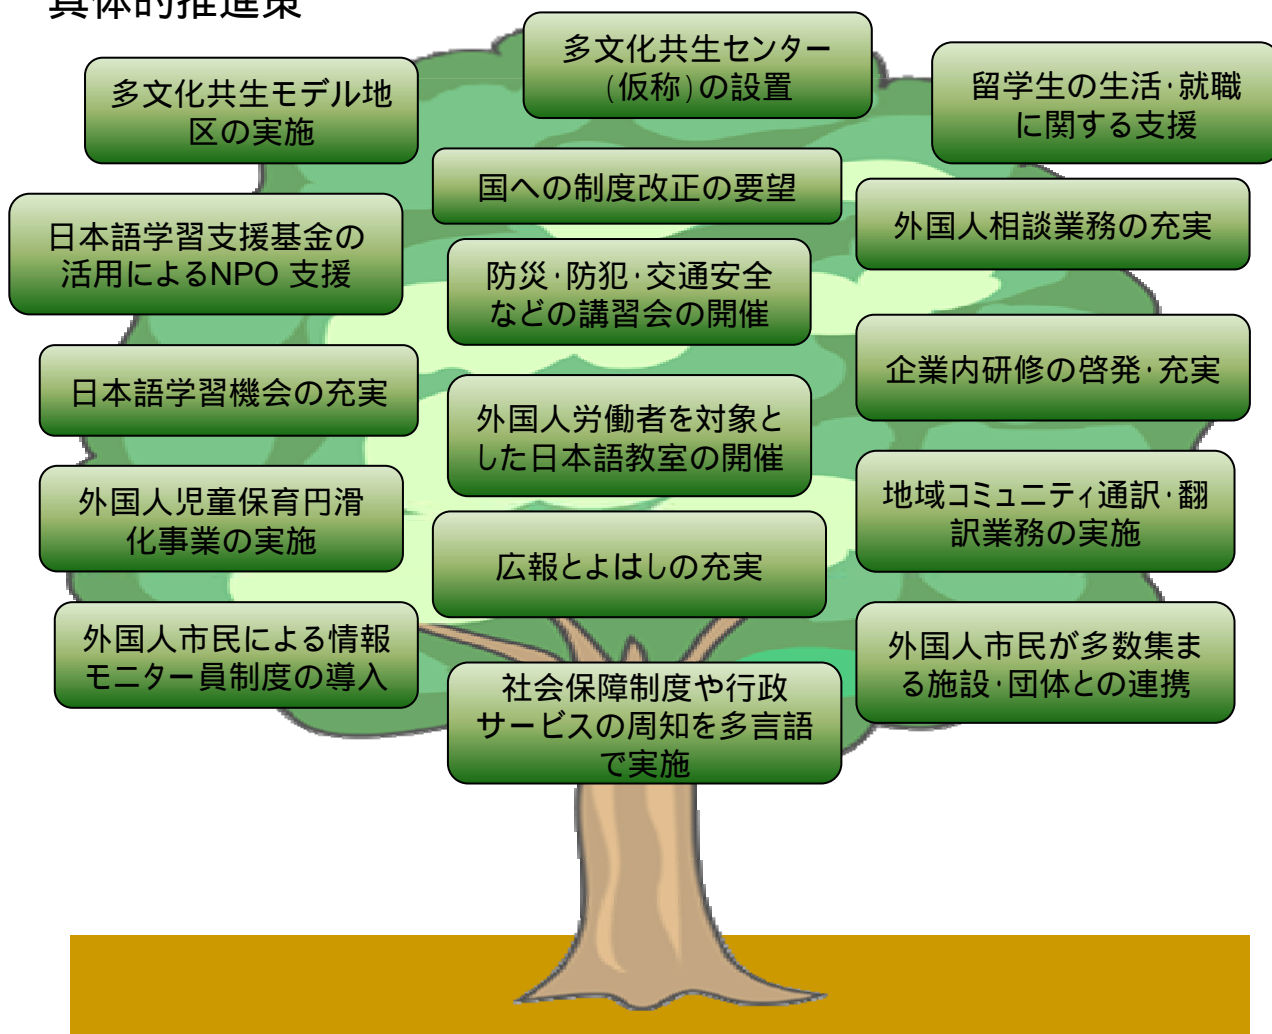 具体的推進策
多文化共生センター
(仮称)の設置
多文化共生モデル地
区の実施
留学生の生活・就職
に関する支援
国への制度改正の要望
日本語学習支援基金の
活用によるNPO 支援
外国人相談業務の充実
防災・防犯・交通安全
などの講習会の開催
企業内研修の啓発・充実
日本語学習機会の充実
外国人労働者を対象と
した日本語教室の開催
地域コミュニティ通訳・翻
訳業務の実施
外国人児童保育円滑
化事業の実施
広報とよはしの充実
外国人市民による情報
モニター員制度の導入
外国人市民が多数集ま
る施設・団体との連携
社会保障制度や行政
サービスの周知を多言語
で実施